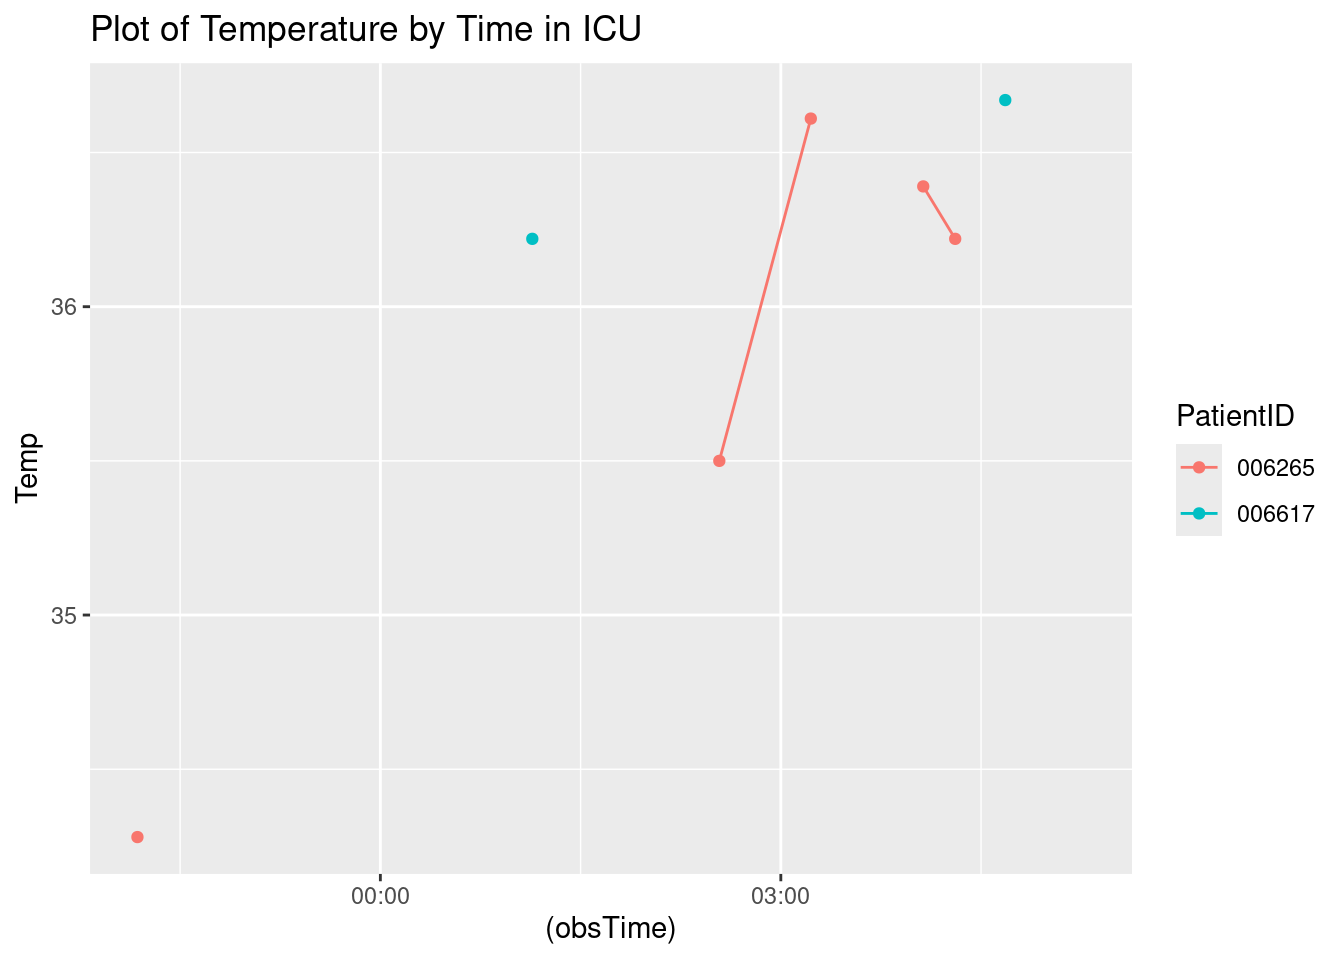 Plot of Temperature by Time in ICU
Temp
36
35
00:00
03:00
(obsTime)
PatientID
006265
006617